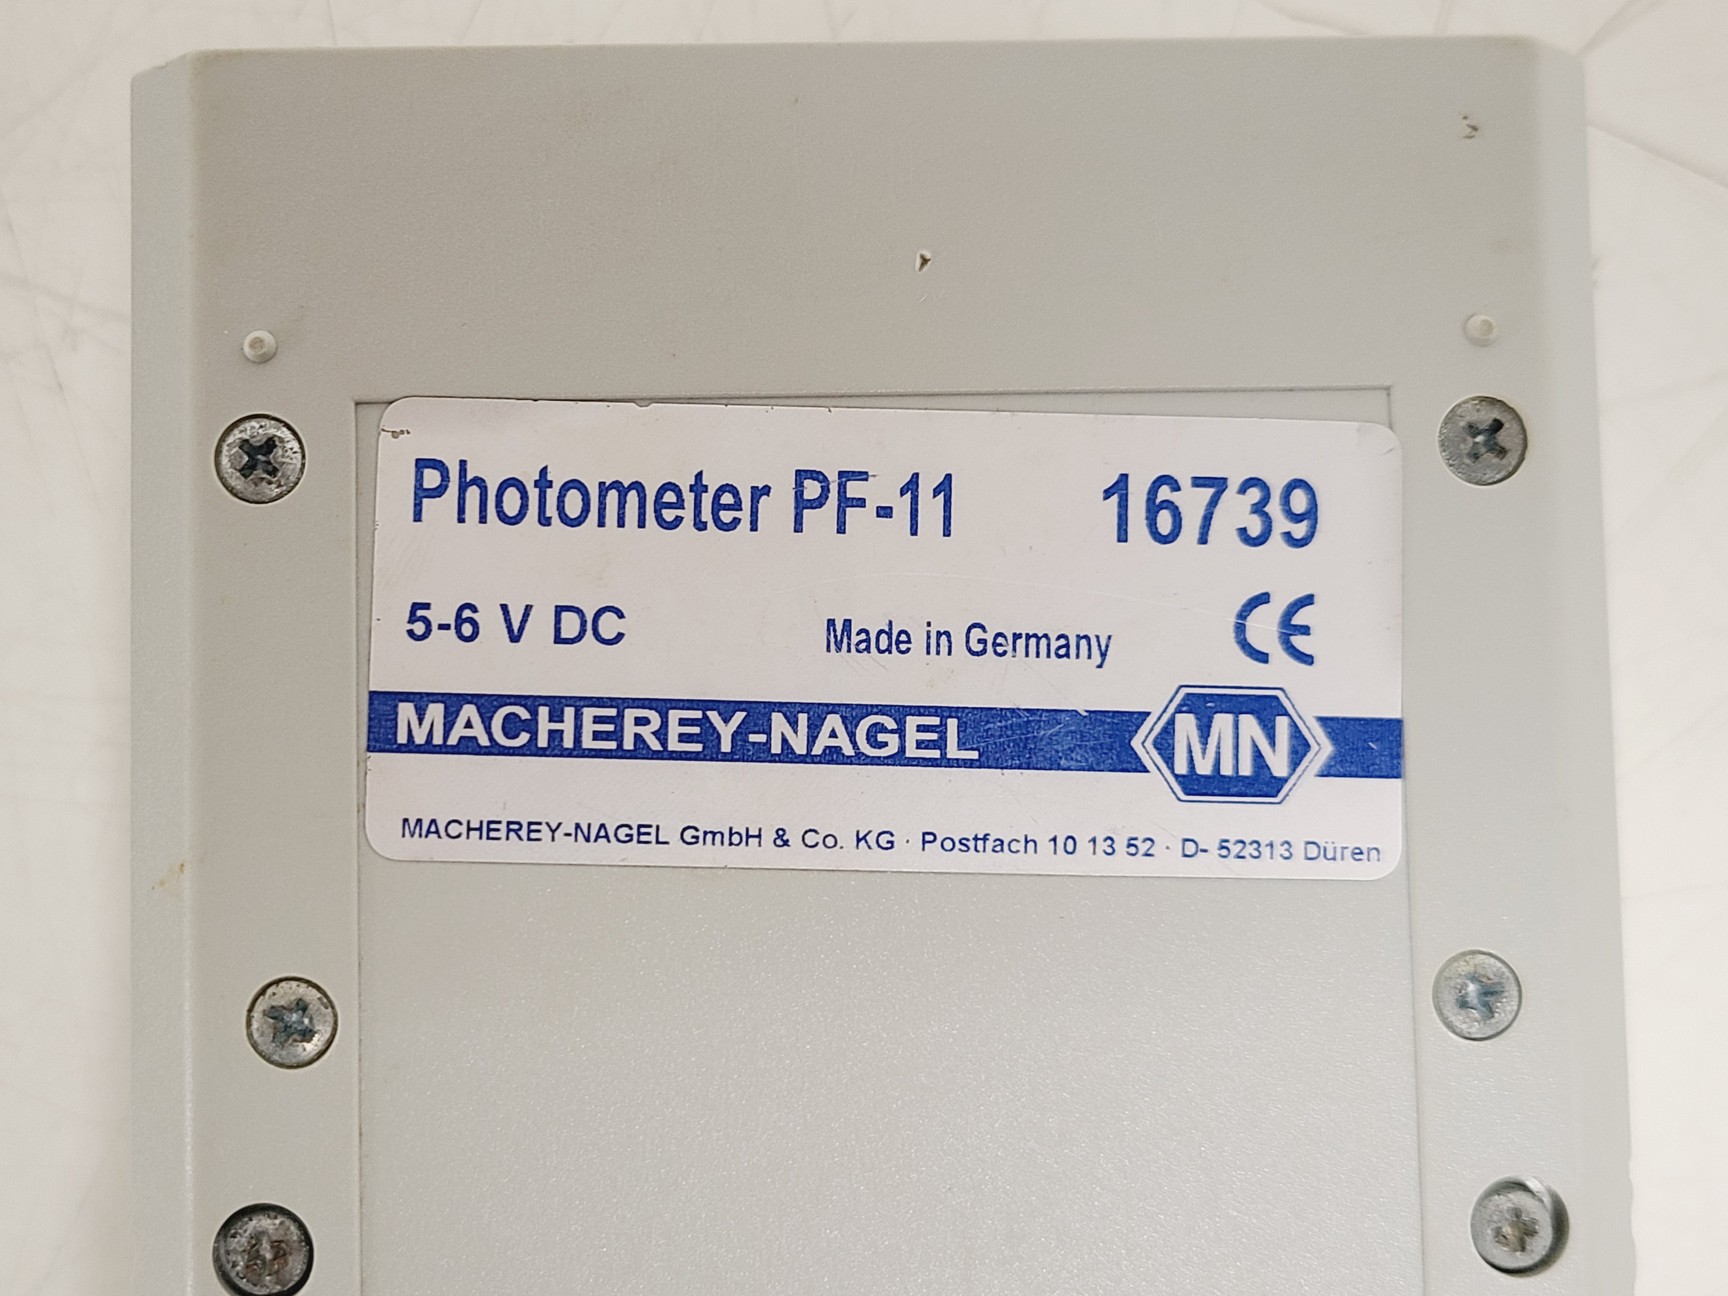 Photometer PF-11 16739
5-6 V DC Made in Germany CE
MACHEREY-NAGEL MN
MACHEREY-NAGEL GmbH & Co. KG · Postfach 10 13 52 · D- 52313 Düren